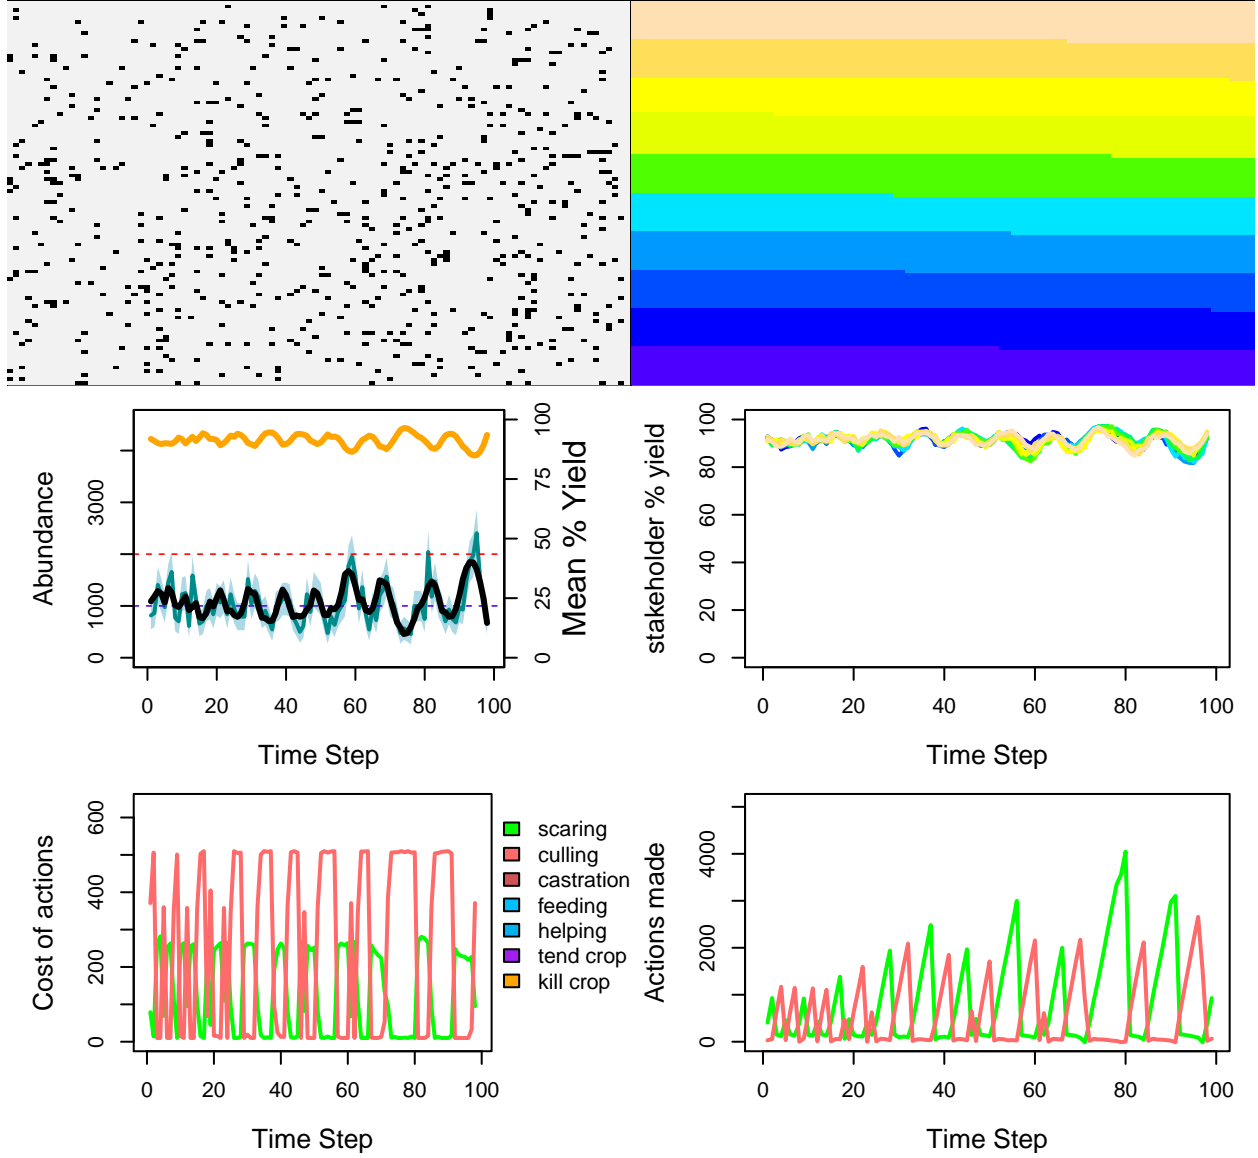 Abundance
0
1000
3000
0
25
50
75
100
Mean % Yield
0
20
40
60
80
100
Time Step
stakeholder % yield
0
20
40
60
80
100
0
20
40
60
80
100
Time Step
Cost of actions
0
200
400
600
0
20
40
60
80
100
Time Step
scaring
culling
castration
feeding
helping
tend crop
kill crop
Actions made
0
2000
4000
0
20
40
60
80
100
Time Step